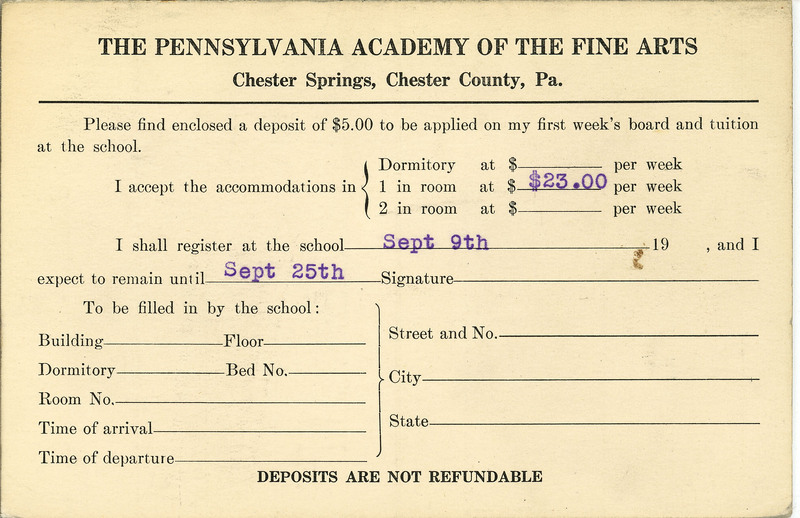 THE PENNSYLVANIA ACADEMY OF THE FINE ARTS
Chester Springs, Chester County, Pa.
Please find enclosed a deposit of $5.00 to be applied on my first week's board and tuition
at the school.
I accept the accommodations in
Dormitory at $ per week
1 in room at $ $23.00 per week
2 in room at $ per week
I shall register at the school Sept 9th 19 , and I
expect to remain until Sept 25th Signature
To be filled in by the school:
Building Floor
Dormitory Bed No.
Room No.
Time of arrival
Time of departure
Street and No.
City
State
DEPOSITS ARE NOT REFUNDABLE